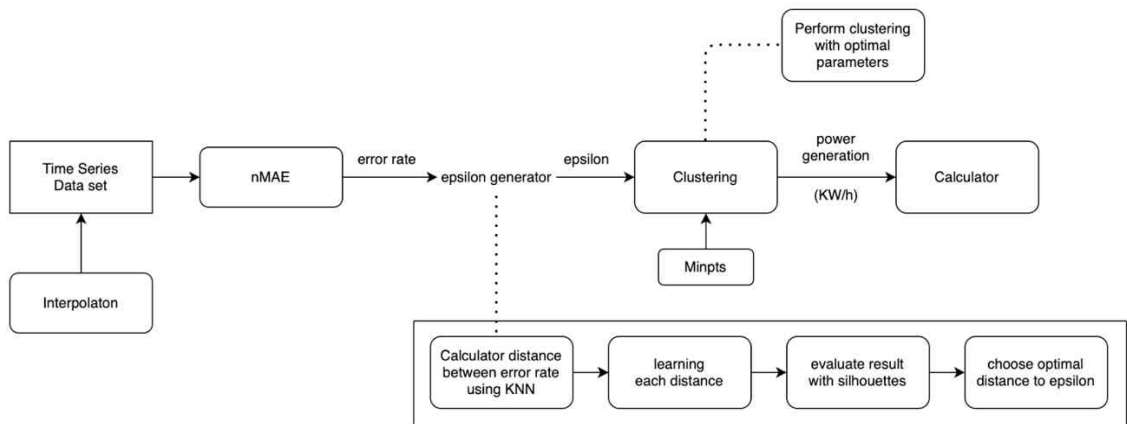 Perform clustering
with optimal
parameters
Time Series
Data set
nMAE
error rate
epsilon generator
epsilon
Clustering
power
generation
(KW/h)
Calculator
Interpolaton
Minpts
Calculator distance
between error rate
using KNN
learning
each distance
evaluate result
with silhouettes
choose optimal
distance to epsilon